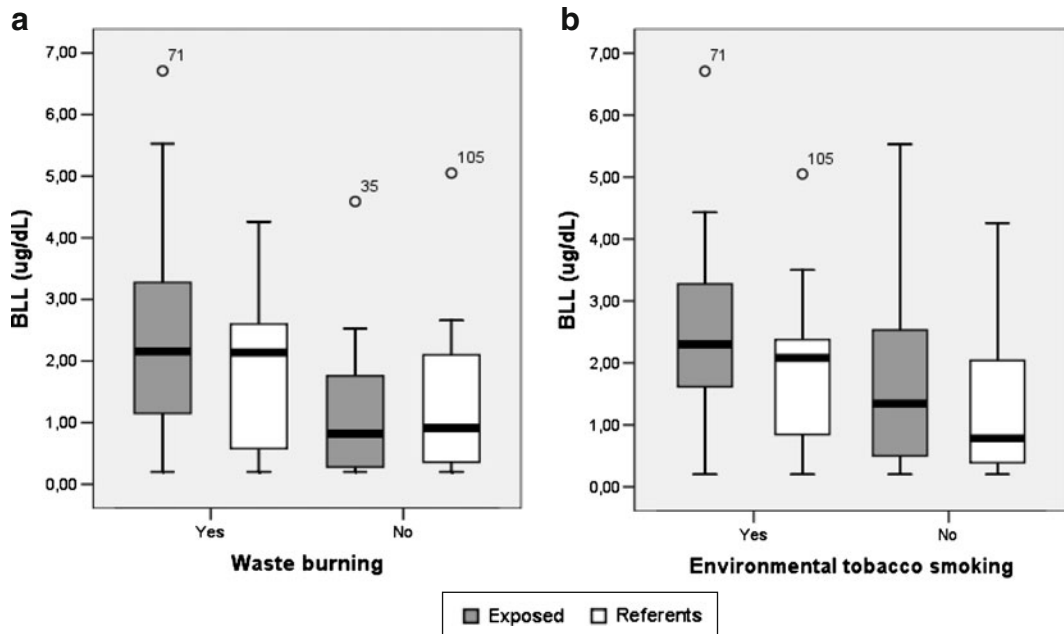 a
7,00
6,00
5,00
4,00
3,00
2,00
1,00
0,00
BLL (ug/dL)
71
35
105
Yes No
Waste burning
b
7,00
6,00
5,00
4,00
3,00
2,00
1,00
0,00
BLL (ug/dL)
71
105
Yes No
Environmental tobacco smoking
Exposed Referents